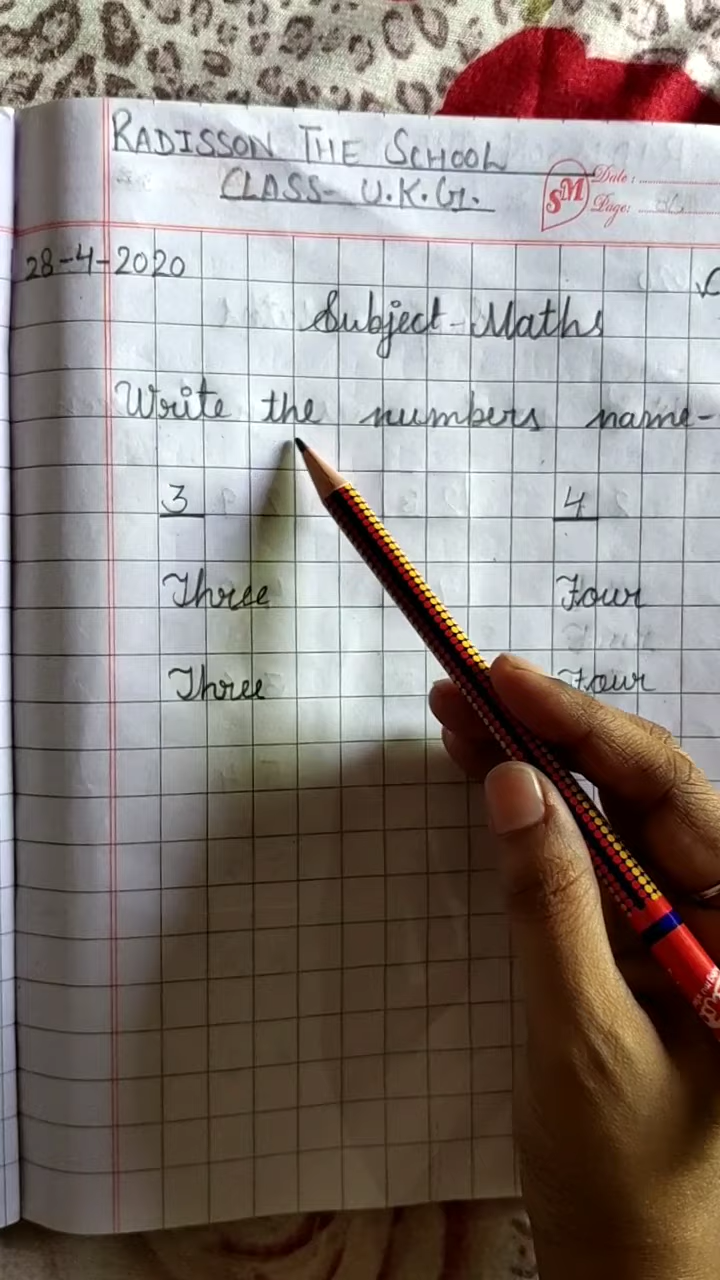 RADISSON THE SCHOOL
CLASS- U.K.G.
SM
Date:
Page:
28-4-2020
Subject-Maths
Write the numbers name-
3 4
Three Four
Three Four